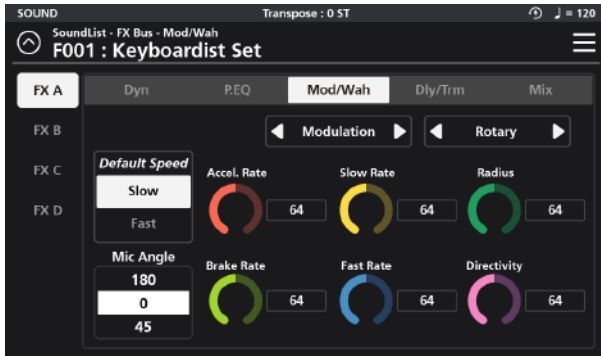 SOUND Transpose : 0 ST ♩ = 120
SoundList - FX Bus - Mod/Wah
F001 : Keyboardist Set
FX A Dyn P.EQ Mod/Wah Dly/Trm Mix
FX B Modulation Rotary
FX C
FX D
Default Speed
Slow
Fast
Accel. Rate Slow Rate Radius
64 64 64
Mic Angle
180
0
45
Brake Rate Fast Rate Directivity
64 64 64